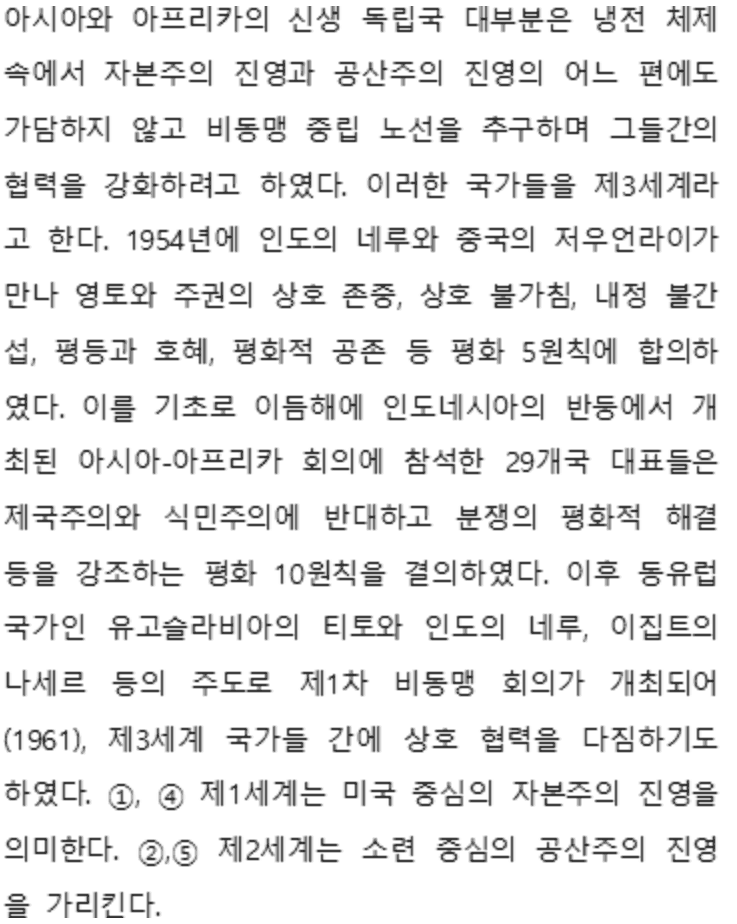 아시아와 아프리카의 신생 독립국 대부분은 냉전 체제
속에서 자본주의 진영과 공산주의 진영의 어느 편에도
가담하지 않고 비동맹 중립 노선을 추구하며 그들간의
협력을 강화하려고 하였다. 이러한 국가들을 제3세계라
고 한다. 1954년에 인도의 네루와 중국의 저우언라이가
만나 영토와 주권의 상호 존중, 상호 불가침, 내정 불간
섭, 평등과 호혜, 평화적 공존 등 평화 5원칙에 합의하
였다. 이를 기초로 이듬해에 인도네시아의 반둥에서 개
최된 아시아-아프리카 회의에 참석한 29개국 대표들은
제국주의와 식민주의에 반대하고 분쟁의 평화적 해결
등을 강조하는 평화 10원칙을 결의하였다. 이후 동유럽
국가인 유고슬라비아의 티토와 인도의 네루, 이집트의
나세르 등의 주도로 제1차 비동맹 회의가 개최되어
(1961), 제3세계 국가들 간에 상호 협력을 다짐하기도
하였다. ①, ④ 제1세계는 미국 중심의 자본주의 진영을
의미한다. ②,⑤ 제2세계는 소련 중심의 공산주의 진영
을 가리킨다.